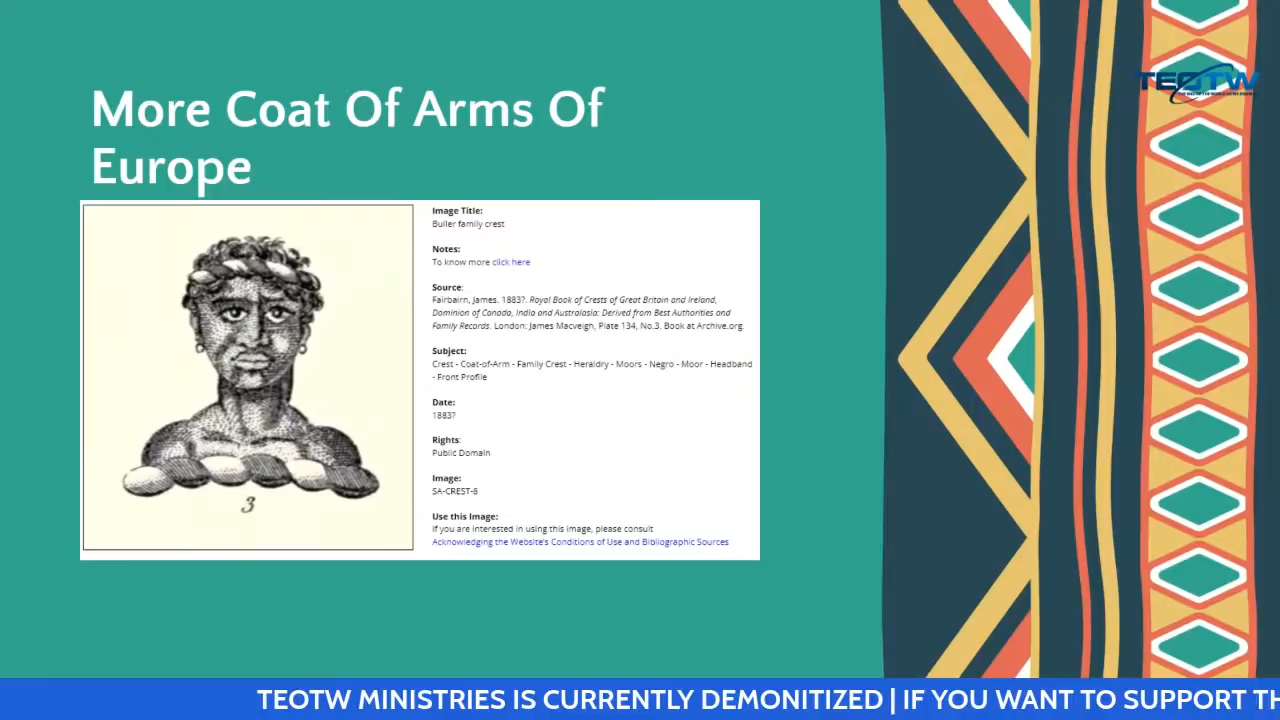 More Coat Of Arms Of
Europe
TEOTW
3
Image Title:
Buller family crest
Notes:
To know more click here
Source:
Fairbairn, James. 1883?. Royal Book of Crests of Great Britain and Ireland,
Dominion of Canada, India and Australasia: Derived from Best Authorities and
Family Records. London: James Macveigh, Plate 134, No.3. Book at Archive.org.
Subject:
Crest - Coat-of-Arm - Family Crest - Heraldry - Moors - Negro - Moor - Headband
- Front Profile
Date:
1883?
Rights:
Public Domain
Image:
SA-CREST-8
Use this Image:
If you are interested in using this image, please consult
Acknowledging the Website's Conditions of Use and Bibliographic Sources
TEOTW MINISTRIES IS CURRENTLY DEMONITIZED | IF YOU WANT TO SUPPORT TH